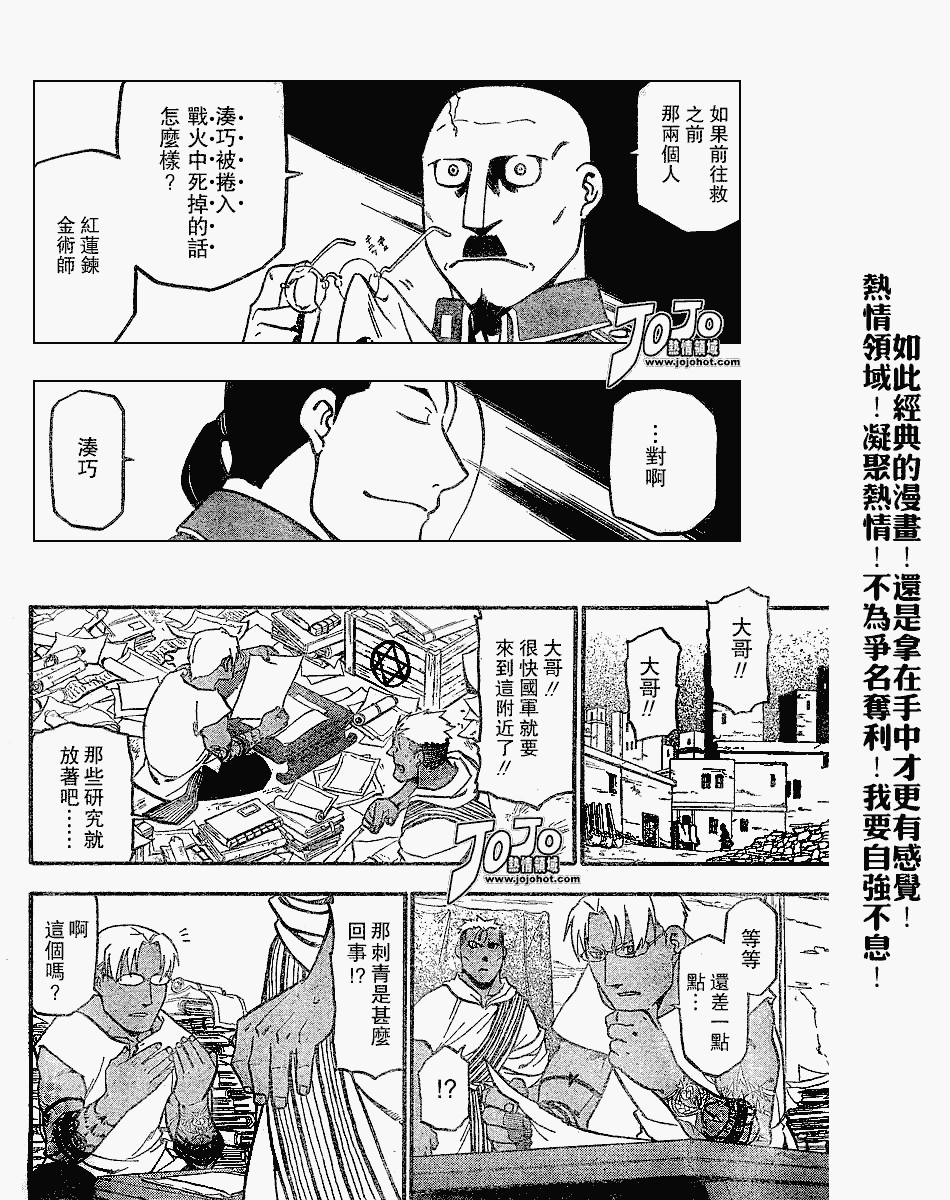 如果前往救
之前
那兩個人
湊巧被捲入
戰火中死掉的話
怎麼樣？
紅蓮鍊
金術師
JOJO
熱情領域
www.jojohot.com
…對啊
湊巧
大哥!!
大哥!!
大哥!!
很快國軍就要
來到這附近了!!
那些研究就
放著吧……
JOJO
熱情領域
www.jojohot.com
等等
還差一點
點…
!?
那刺青是甚麼
回事!?
啊
這個嗎？
如此經典的漫畫！還是拿在手中才更有感覺！
熱情領域！凝聚熱情！不為爭名奪利！我要自強不息！